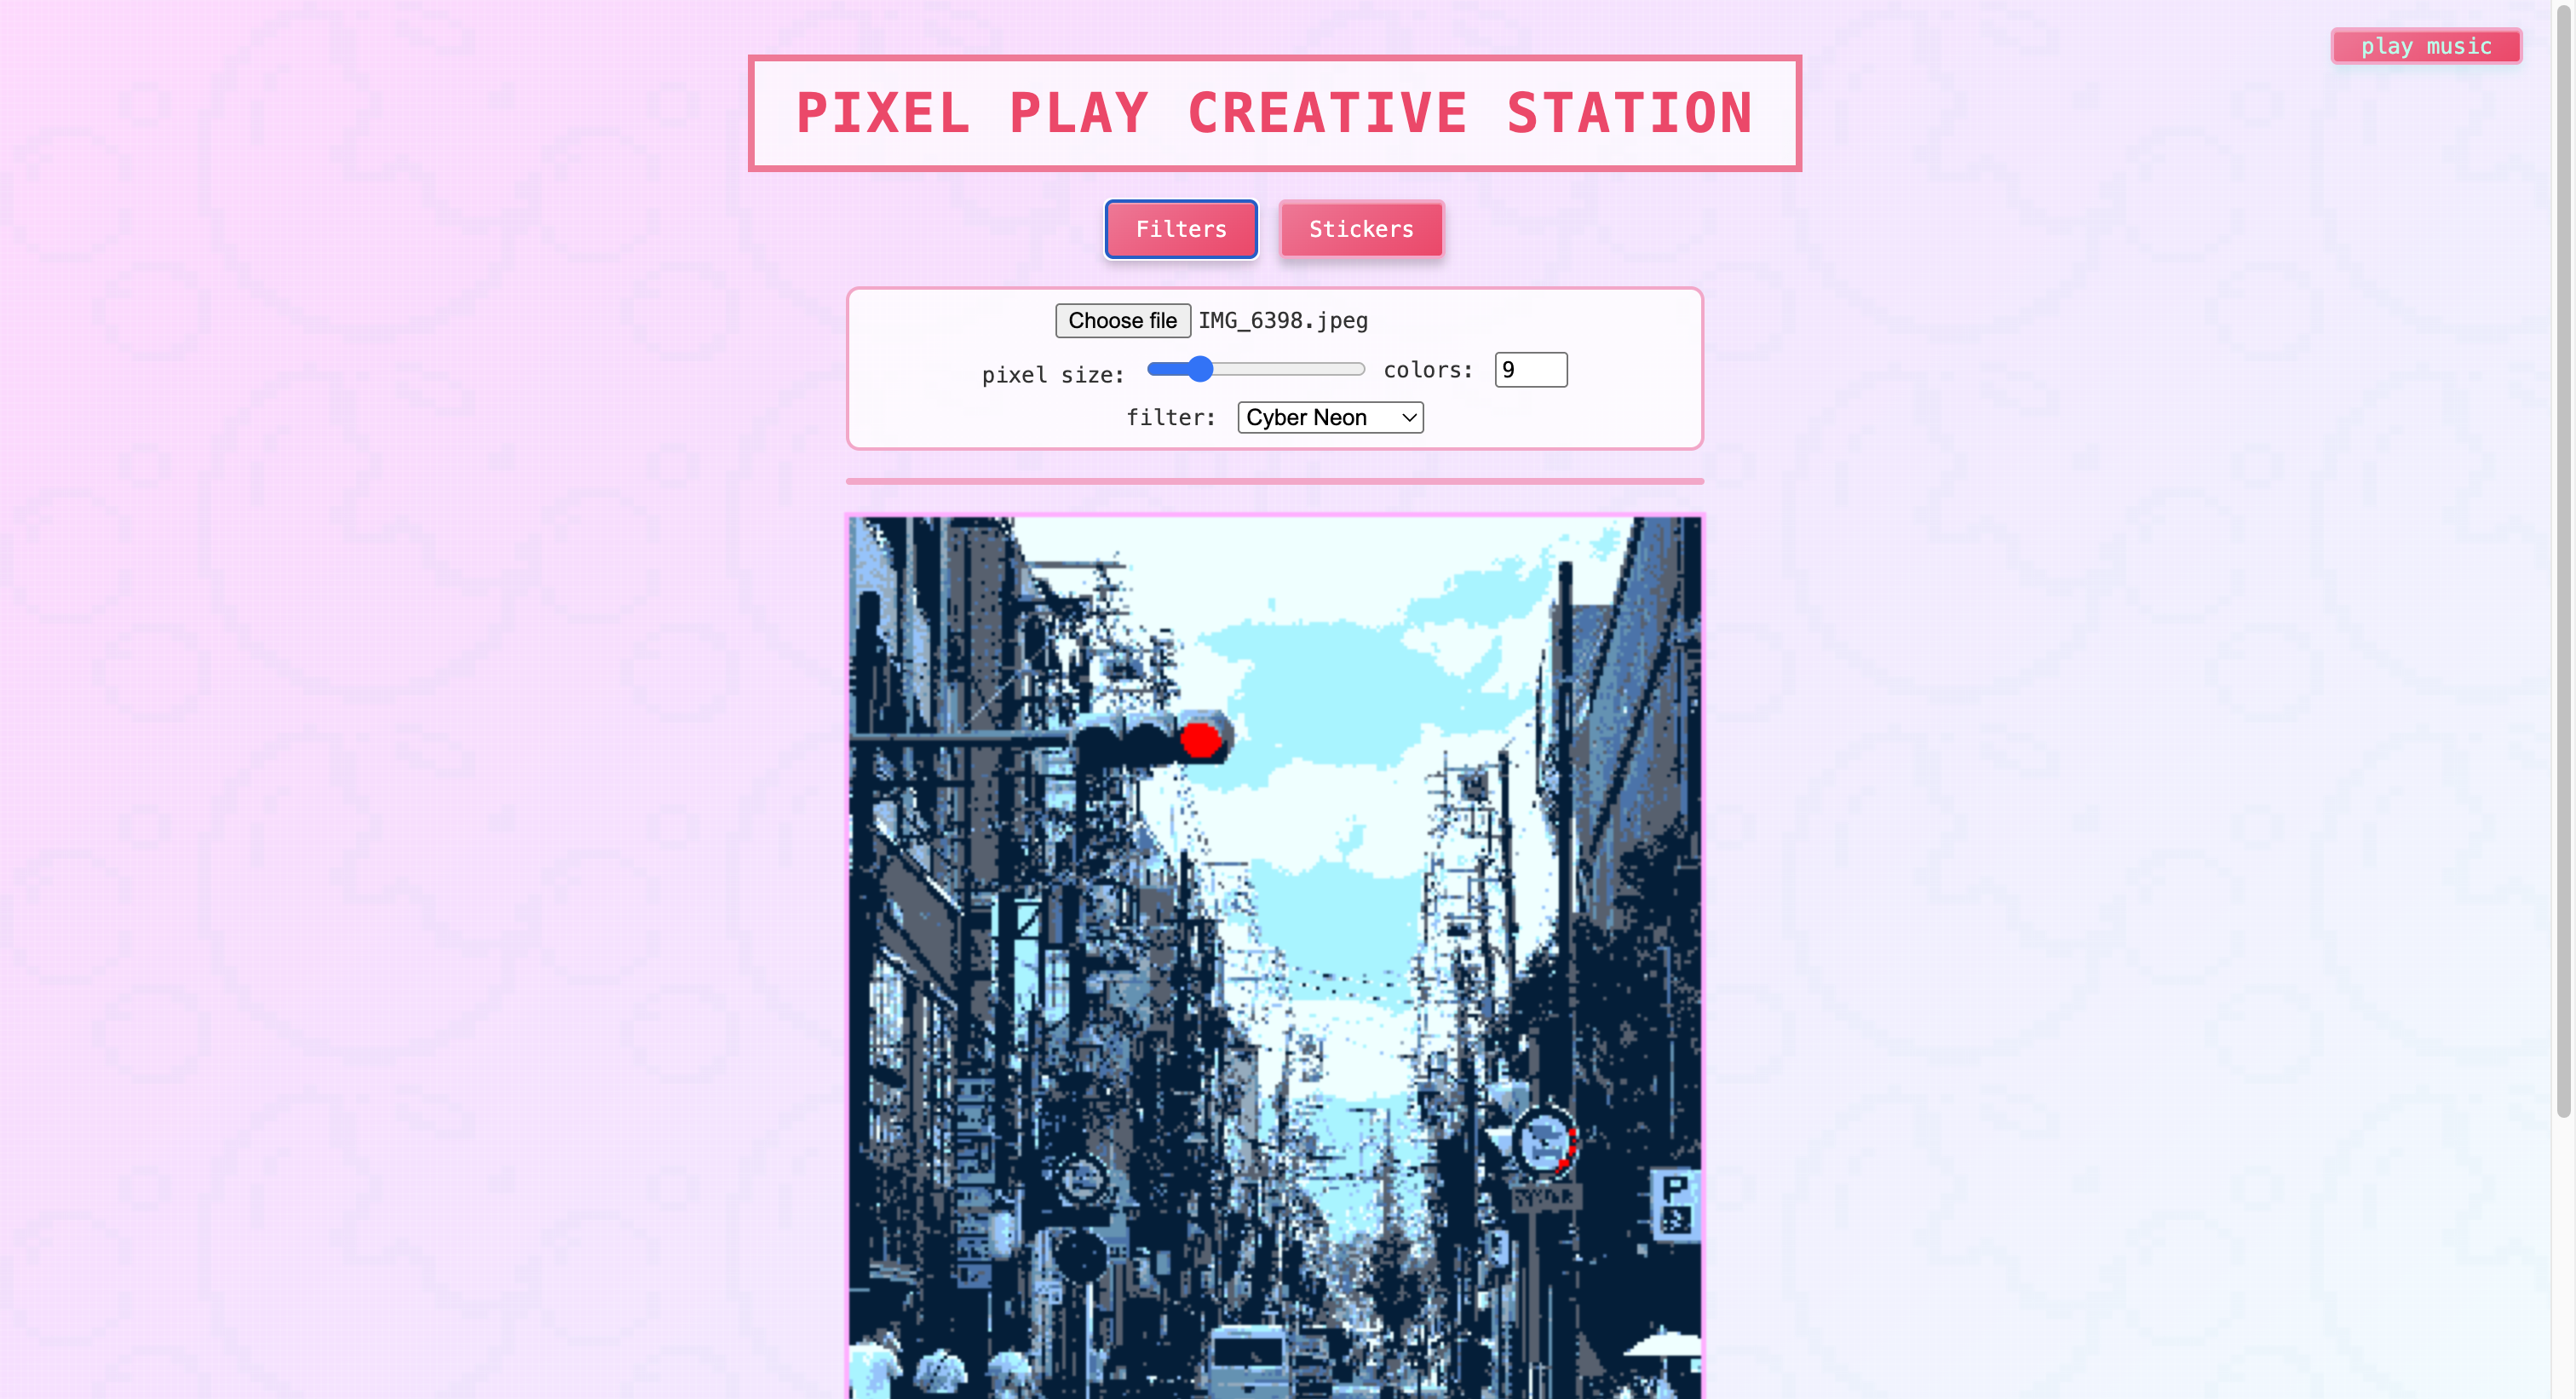 play music
PIXEL PLAY CREATIVE STATION
Filters Stickers
Choose file IMG_6398.jpeg
pixel size: colors: 9
filter: Cyber Neon
P